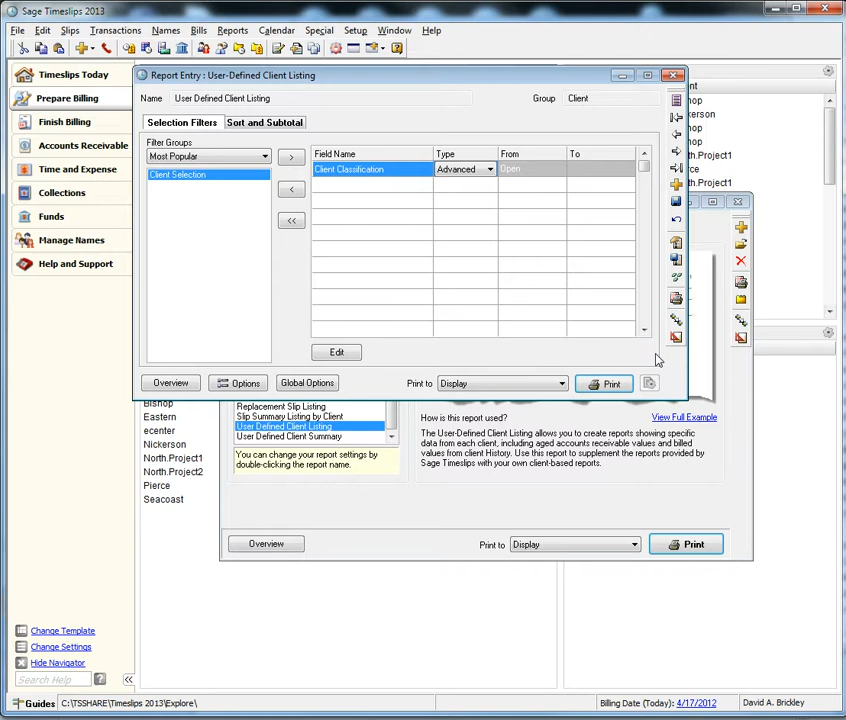 Sage Timeslips 2013
File Edit Slips Transactions Names Bills Reports Calendar Special Setup Window Help
Timeslips Today
Prepare Billing
Finish Billing
Accounts Receivable
Time and Expense
Collections
Funds
Manage Names
Help and Support
Report Entry : User-Defined Client Listing
Name User Defined Client Listing Group Client
Selection Filters Sort and Subtotal
Filter Groups
Most Popular
Client Selection
> 
<
<<
Field Name Type From To
Client Classification Advanced Open
Edit
Overview Options Global Options Print to Display Print
nt
hop
kerson
hop
th.Project1
rce
th.Project1
Bishop
Eastern
ecenter
Nickerson
North.Project1
North.Project2
Pierce
Seacoast
Replacement Slip Listing
Slip Summary Listing by Client
User Defined Client Listing
User Defined Client Summary
You can change your report settings by
double-clicking the report name.
How is this report used? View Full Example
The User-Defined Client Listing allows you to create reports showing specific
data from each client, including aged accounts receivable values and billed
values from client History. Use this report to supplement the reports provided by
Sage Timeslips with your own client-based reports.
Overview Print to Display Print
Change Template
Change Settings
Hide Navigator
Search Help ? <<
Guides C:\TSSHARE\Timeslips 2013\Explore\ Billing Date (Today): 4/17/2012 David A. Brickley